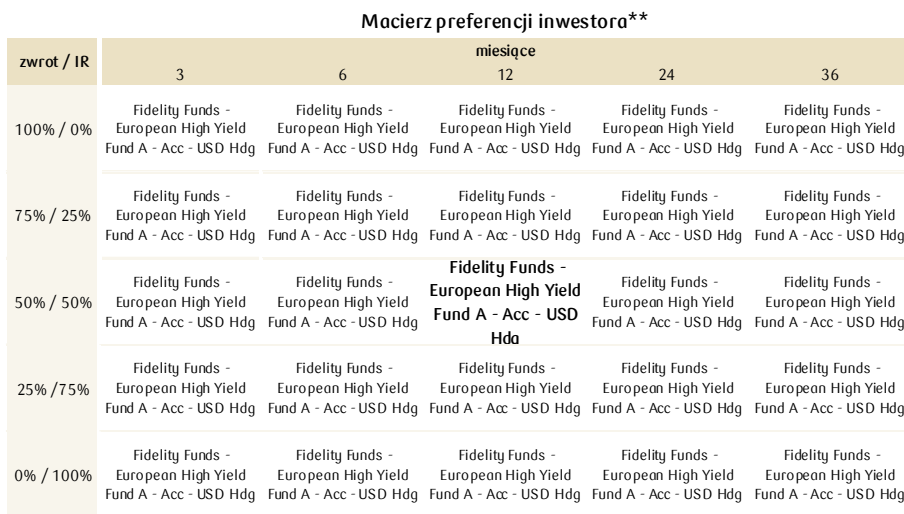 Macierz preferencji inwestora**
zwrot / IR
miesiące
3 6 12 24 36
100% / 0%
Fidelity Funds - Fidelity Funds - Fidelity Funds - Fidelity Funds - Fidelity Funds -
European High Yield European High Yield European High Yield European High Yield European High Yield
Fund A - Acc - USD Hdg Fund A - Acc - USD Hdg Fund A - Acc - USD Hdg Fund A - Acc - USD Hdg Fund A - Acc - USD Hdg
75% / 25%
Fidelity Funds - Fidelity Funds - Fidelity Funds - Fidelity Funds - Fidelity Funds -
European High Yield European High Yield European High Yield European High Yield European High Yield
Fund A - Acc - USD Hdg Fund A - Acc - USD Hdg Fund A - Acc - USD Hdg Fund A - Acc - USD Hdg Fund A - Acc - USD Hdg
50% / 50%
Fidelity Funds - Fidelity Funds - Fidelity Funds - Fidelity Funds - Fidelity Funds -
European High Yield European High Yield European High Yield European High Yield European High Yield
Fund A - Acc - USD Hdg Fund A - Acc - USD Hdg Fund A - Acc - USD Fund A - Acc - USD Hdg Fund A - Acc - USD Hdg
Hdg
25% /75%
Fidelity Funds - Fidelity Funds - Fidelity Funds - Fidelity Funds - Fidelity Funds -
European High Yield European High Yield European High Yield European High Yield European High Yield
Fund A - Acc - USD Hdg Fund A - Acc - USD Hdg Fund A - Acc - USD Hdg Fund A - Acc - USD Hdg Fund A - Acc - USD Hdg
0% / 100%
Fidelity Funds - Fidelity Funds - Fidelity Funds - Fidelity Funds - Fidelity Funds -
European High Yield European High Yield European High Yield European High Yield European High Yield
Fund A - Acc - USD Hdg Fund A - Acc - USD Hdg Fund A - Acc - USD Hdg Fund A - Acc - USD Hdg Fund A - Acc - USD Hdg